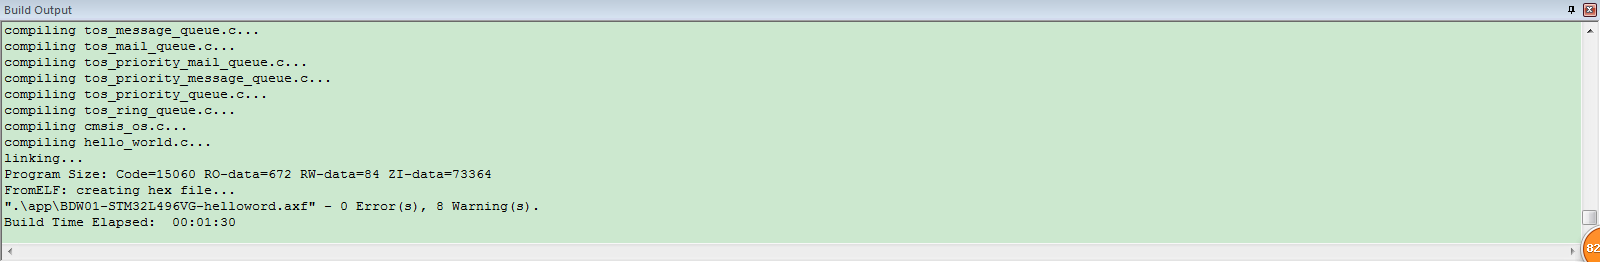 Build Output
compiling tos_message_queue.c...
compiling tos_mail_queue.c...
compiling tos_priority_mail_queue.c...
compiling tos_priority_message_queue.c...
compiling tos_priority_queue.c...
compiling tos_ring_queue.c...
compiling cmsis_os.c...
compiling hello_world.c...
linking...
Program Size: Code=15060 RO-data=672 RW-data=84 ZI-data=73364
FromELF: creating hex file...
".\app\BDW01-STM32L496VG-helloword.axf" - 0 Error(s), 8 Warning(s).
Build Time Elapsed:  00:01:30
82